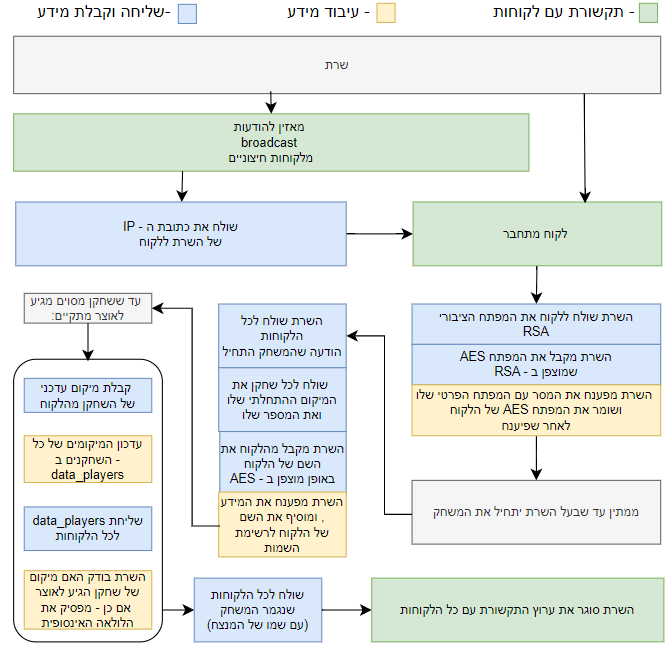 תקשורת עם לקוחות -
עיבוד מידע -
שליחה וקבלת מידע-
שרת
מאזין להודעות
broadcast
מלקוחות חיצוניים
שולח את כתובת ה - IP
של השרת ללקוח
לקוח מתחבר
השרת שולח ללקוח את המפתח הציבורי
RSA
השרת מקבל את המפתח AES
שמוצפן ב - RSA
השרת מפענח את המסר עם המפתח הפרטי שלו
ושומר את המפתח AES של הלקוח
לאחר שפיענח
ממתין עד שבעל השרת יתחיל את המשחק
השרת שולח לכל
הלקוחות
הודעה שהמשחק התחיל
שולח לכל שחקן את
המיקום ההתחלתי שלו
ואת המספר שלו
השרת מקבל מהלקוח את
השם של הלקוח
באופן מוצפן ב - AES
השרת מפענח את המידע
, ומוסיף את השם
של הלקוח לרשימת
השמות
עד ששחקן מסוים מגיע
לאוצר מתקיים:
קבלת מיקום עדכני
של השחקן מהלקוח
עדכון המיקומים של כל
השחקנים ב -
data_players
שליחת data_players
לכל הלקוחות
השרת בודק האם מיקום
של שחקן הגיע לאוצר
אם כן - מפסיק את
הלולאה האינסופית
שולח לכל הלקוחות
שנגמר המשחק
(עם שמו של המנצח)
השרת סוגר את ערוץ התקשורת עם כל הלקוחות